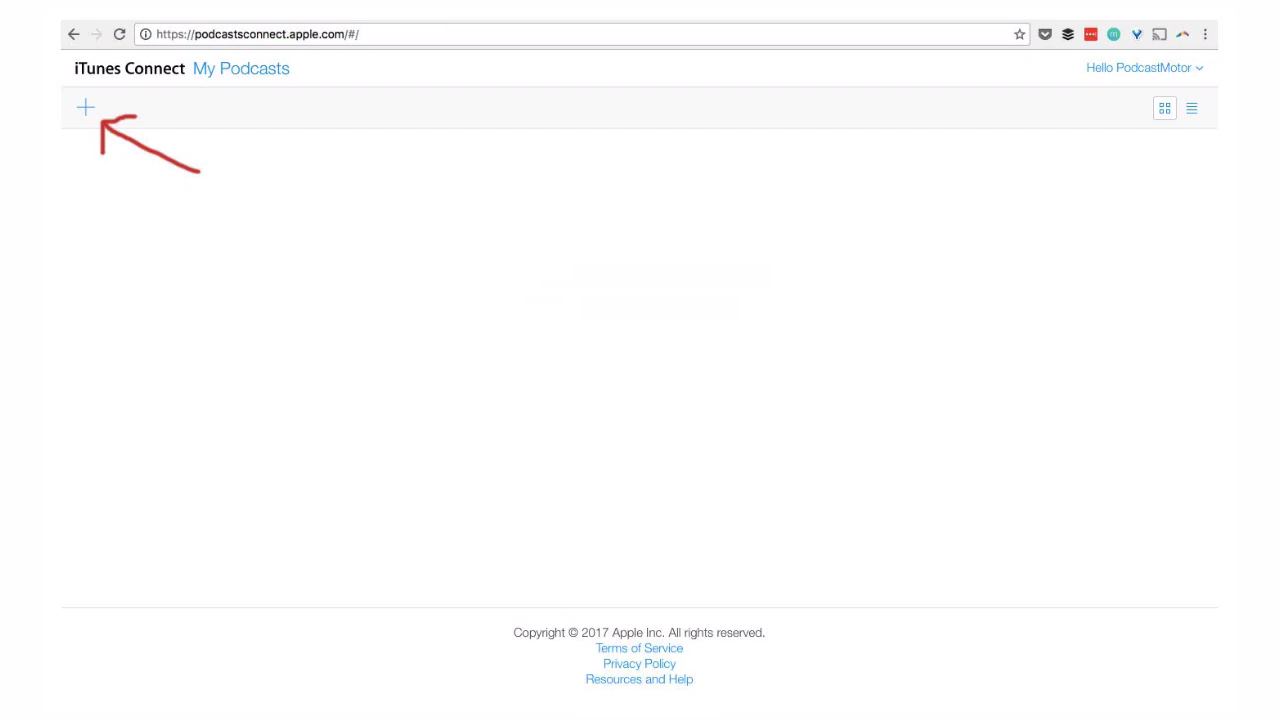 https://podcastsconnect.apple.com/#/
iTunes Connect My Podcasts
Hello PodcastMotor
Copyright © 2017 Apple Inc. All rights reserved.
Terms of Service
Privacy Policy
Resources and Help